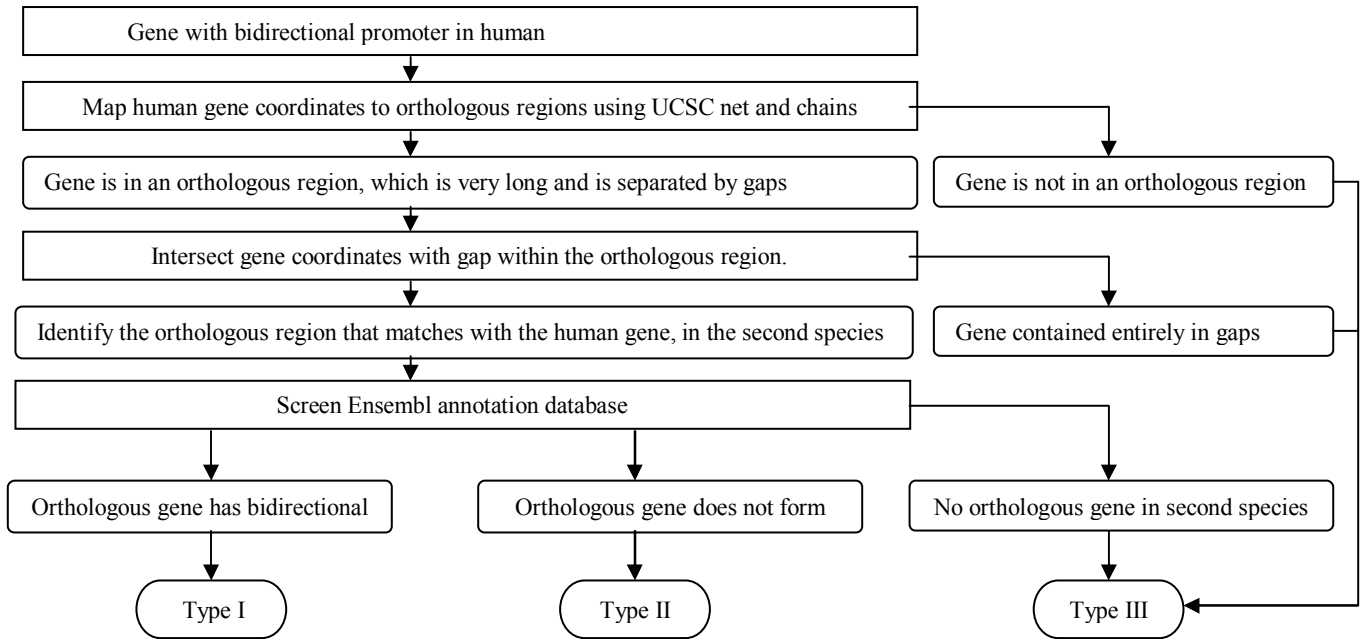 Gene with bidirectional promoter in human
Map human gene coordinates to orthologous regions using UCSC net and chains
Gene is in an orthologous region, which is very long and is separated by gaps
Gene is not in an orthologous region
Intersect gene coordinates with gap within the orthologous region.
Identify the orthologous region that matches with the human gene, in the second species
Gene contained entirely in gaps
Screen Ensembl annotation database
Orthologous gene has bidirectional
Orthologous gene does not form
No orthologous gene in second species
Type I
Type II
Type III